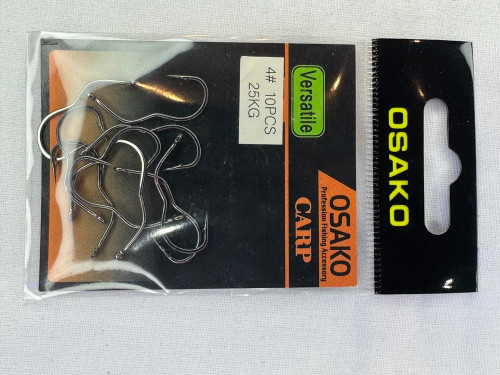 OSAKO
Versatile
4# 10PCS
25KG
OSAKO
Profession Fishing Accessory
CARP